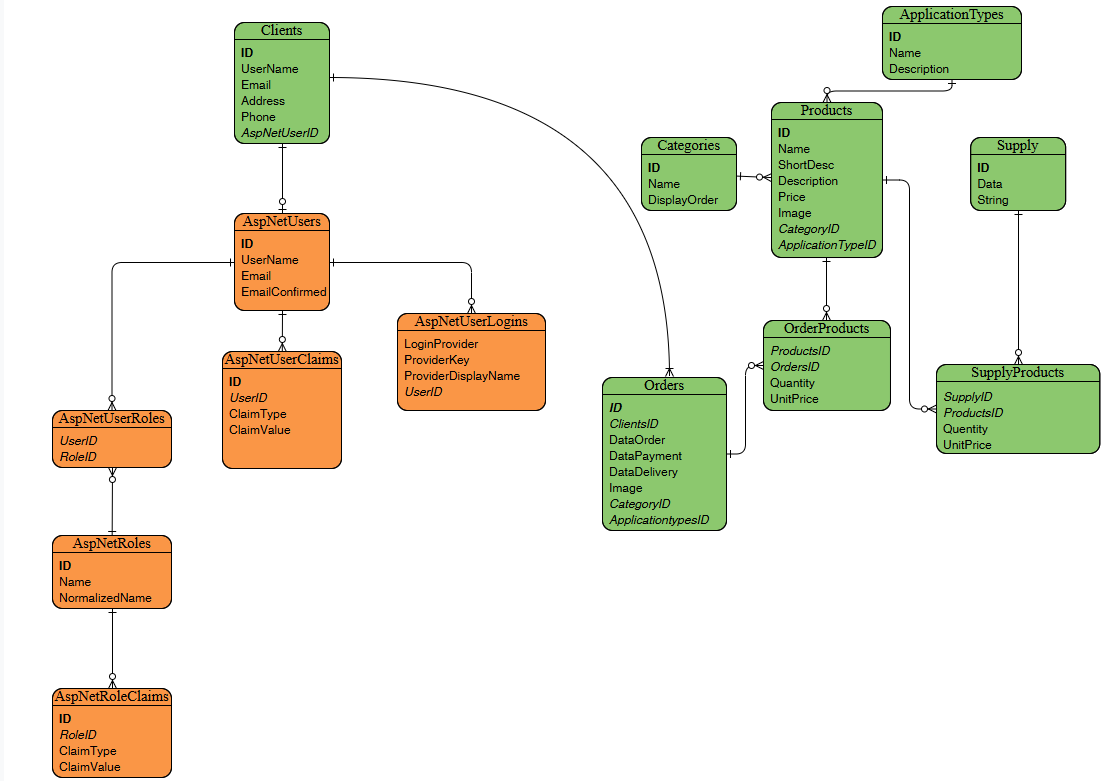 Clients
ID
UserName
Email
Address
Phone
AspNetUserID
ApplicationTypes
ID
Name
Description
Products
ID
Name
ShortDesc
Description
Price
Image
CategoryID
ApplicationTypeID
Categories
ID
Name
DisplayOrder
Supply
ID
Data
String
AspNetUsers
ID
UserName
Email
EmailConfirmed
AspNetUserLogins
LoginProvider
ProviderKey
ProviderDisplayName
UserID
OrderProducts
ProductsID
OrdersID
Quantity
UnitPrice
AspNetUserClaims
ID
UserID
ClaimType
ClaimValue
SupplyProducts
SupplyID
ProductsID
Quentity
UnitPrice
Orders
ID
ClientsID
DataOrder
DataPayment
DataDelivery
Image
CategoryID
ApplicationtypesID
AspNetUserRoles
UserID
RoleID
AspNetRoles
ID
Name
NormalizedName
AspNetRoleClaims
ID
RoleID
ClaimType
ClaimValue